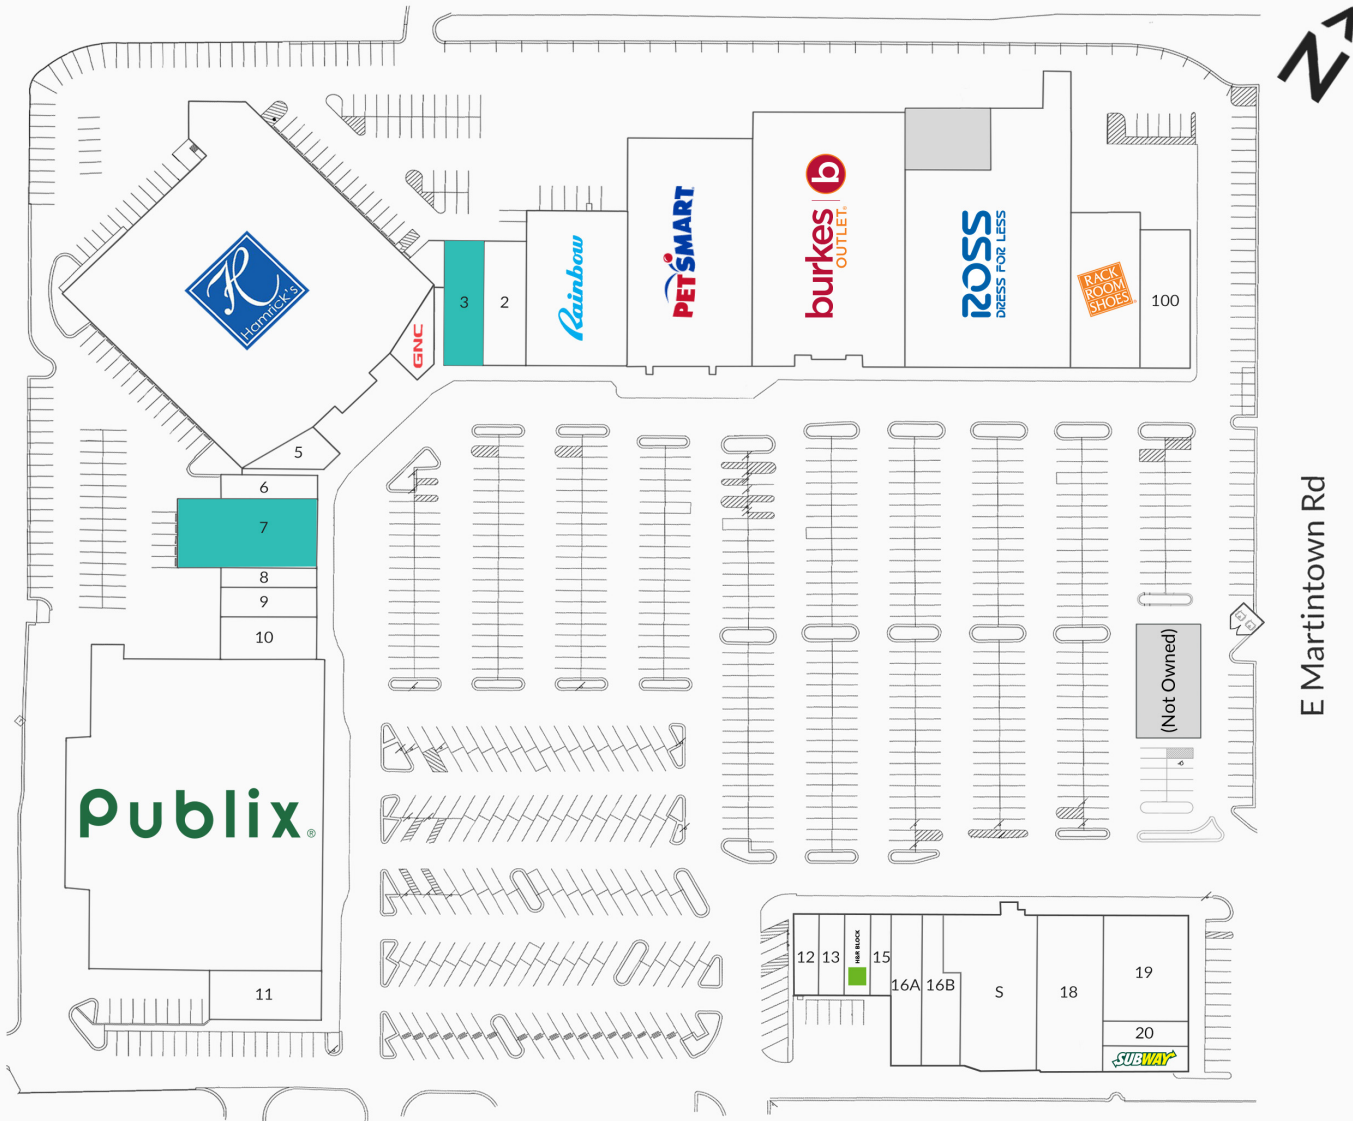 N
H
Hamrick's
GNC
3
2
Rainbow
PETSMART
burkes b
OUTLET®
ROSS
DRESS FOR LESS
RACK
ROOM
SHOES®
100
5
6
7
8
9
10
Publix®
11
E Martintown Rd
(Not Owned)
12
13
H&R BLOCK
15
16A
16B
S
18
19
20
SUBWAY